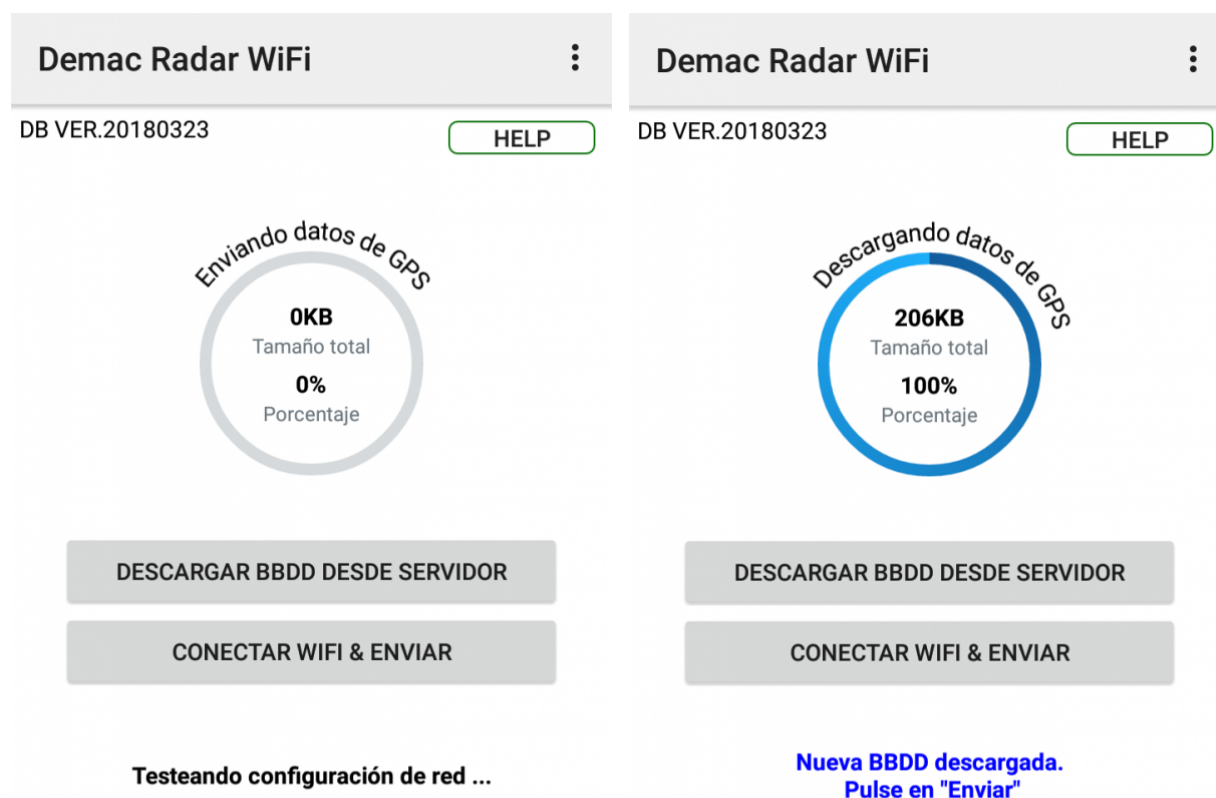 Demac Radar WiFi
DB VER.20180323
HELP
Enviando datos de GPS
0KB
Tamaño total
0%
Porcentaje
DESCARGAR BBDD DESDE SERVIDOR
CONECTAR WIFI & ENVIAR
Testeando configuración de red ...
Demac Radar WiFi
DB VER.20180323
HELP
Descargando datos de GPS
206KB
Tamaño total
100%
Porcentaje
DESCARGAR BBDD DESDE SERVIDOR
CONECTAR WIFI & ENVIAR
Nueva BBDD descargada.
Pulse en "Enviar"